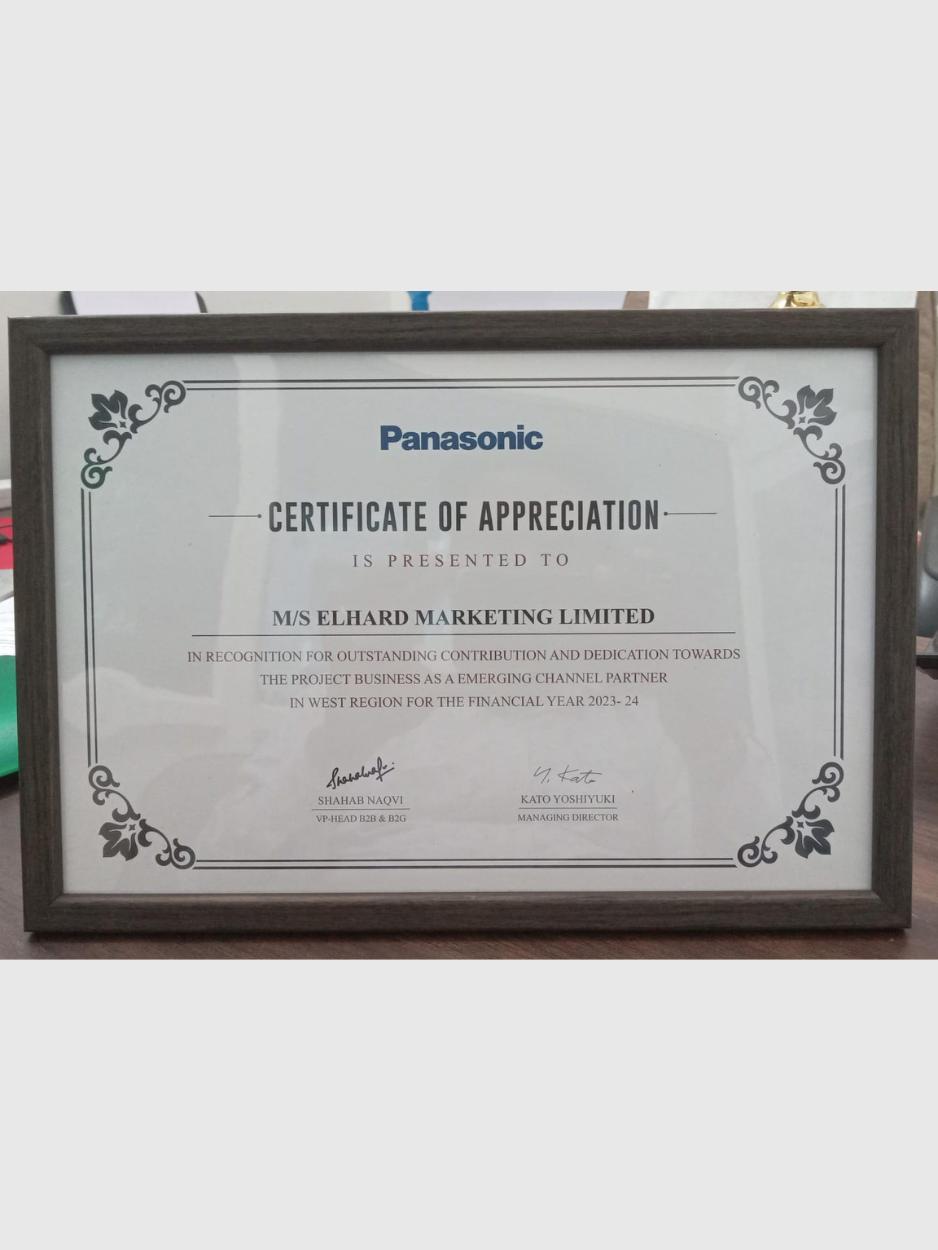 Panasonic
CERTIFICATE OF APPRECIATION
IS PRESENTED TO
M/S ELHARD MARKETING LIMITED
IN RECOGNITION FOR OUTSTANDING CONTRIBUTION AND DEDICATION TOWARDS
THE PROJECT BUSINESS AS A EMERGING CHANNEL PARTNER
IN WEST REGION FOR THE FINANCIAL YEAR 2023- 24
Y. Kato
SHAHAB NAQVI
KATO YOSHIYUKI
VP-HEAD B2B & B2G
MANAGING DIRECTOR